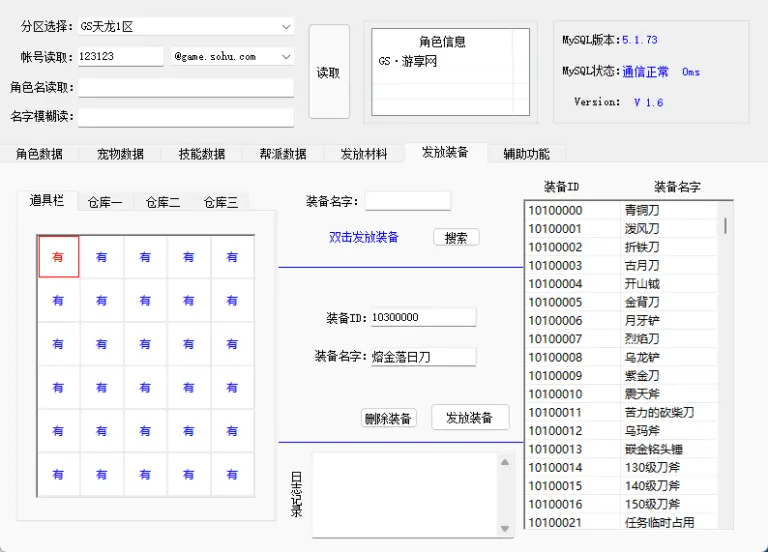 分区选择: GS天龙1区
帐号读取: 123123 @game.sohu.com
角色名读取:
名字模糊读:
读取
角色信息
GS·游享网
MySQL版本:5.1.73
MySQL状态:通信正常 0ms
Version: V 1.6
角色数据 宠物数据 技能数据 帮派数据 发放材料 发放装备 辅助功能
道具栏 仓库一 仓库二 仓库三
有 有 有 有 有
有 有 有 有 有
有 有 有 有 有
有 有 有 有 有
有 有 有 有 有
有 有 有 有 有
装备名字:
双击发放装备 搜索
装备ID: 10300000
装备名字: 熔金落日刀
删除装备 发放装备
日志记录
装备ID 装备名字
10100000 青铜刀
10100001 泼风刀
10100002 折铁刀
10100003 古月刀
10100004 开山钺
10100005 金背刀
10100006 月牙铲
10100007 烈焰刀
10100008 乌龙铲
10100009 紫金刀
10100010 震天斧
10100011 苦力的砍柴刀
10100012 乌玛斧
10100013 嵌金铭头锤
10100014 130级刀斧
10100015 140级刀斧
10100016 150级刀斧
10100021 任务临时占用